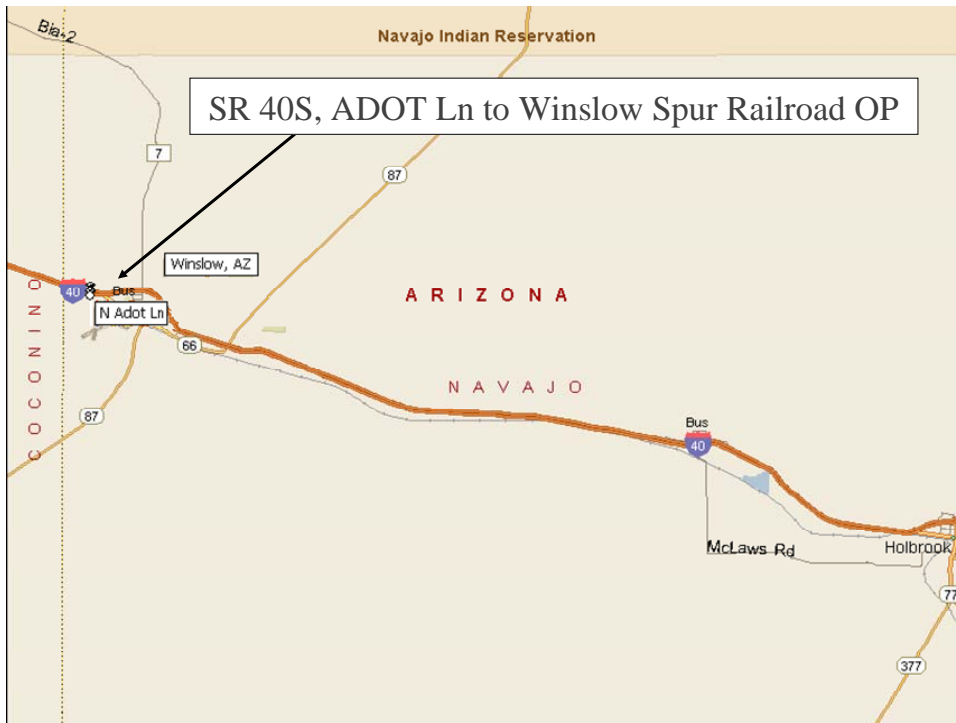 Bia-2
Navajo Indian Reservation
SR 40S, ADOT Ln to Winslow Spur Railroad OP
7
87
Winslow, AZ
40
Bus
N Adot Ln
ARIZONA
COCONINO
66
NAVAJO
87
Bus
40
McLaws Rd
Holbrook
77
377